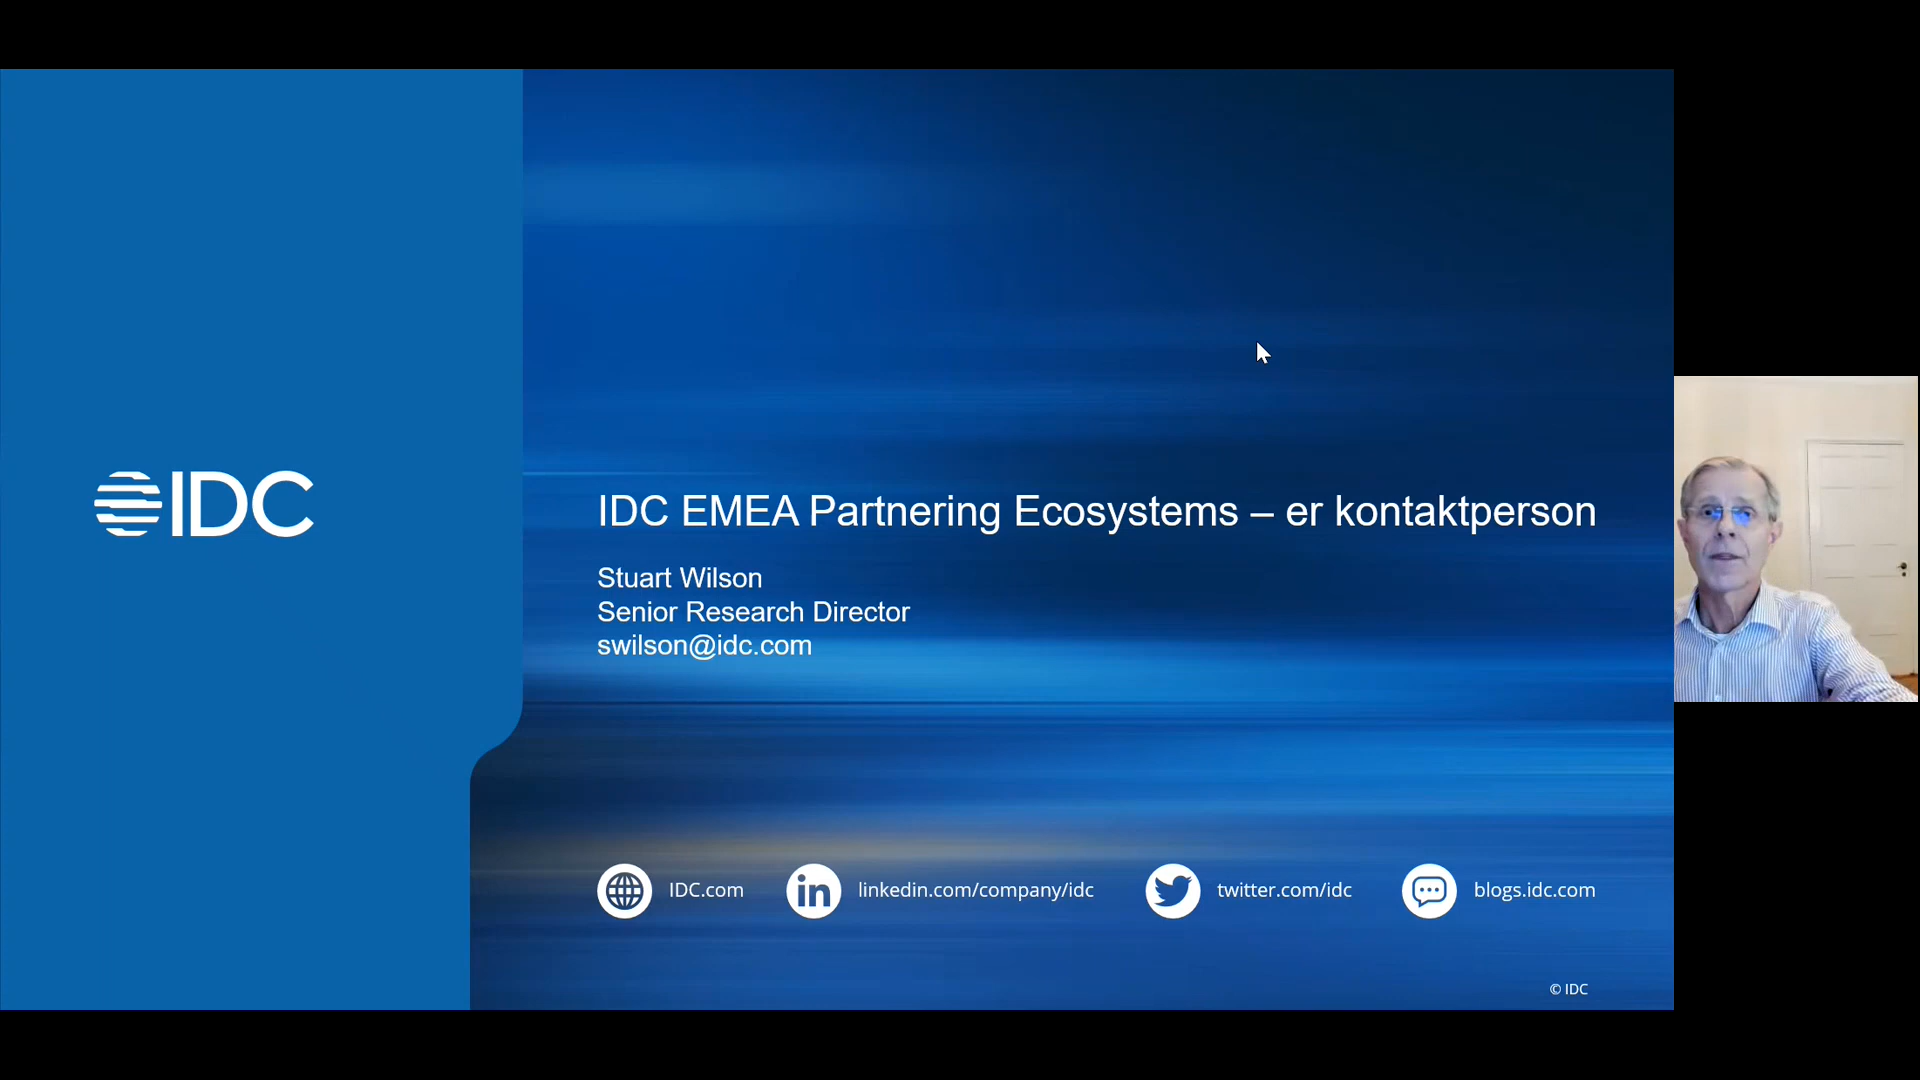 IDC
IDC EMEA Partnering Ecosystems – er kontaktperson
Stuart Wilson
Senior Research Director
swilson@idc.com
IDC.com
linkedin.com/company/idc
twitter.com/idc
blogs.idc.com
© IDC